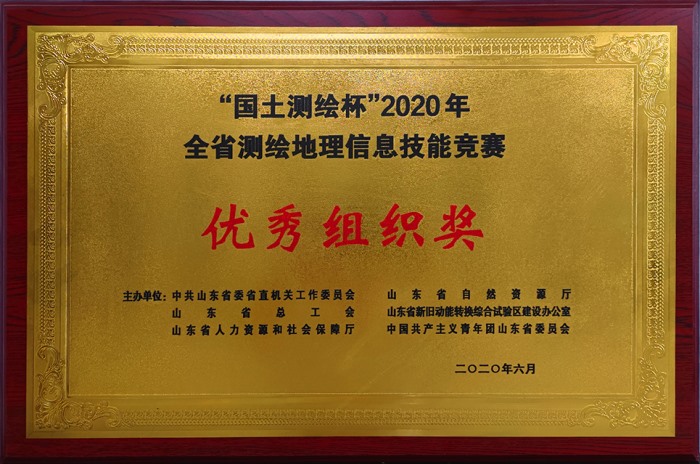 “国土测绘杯”2020年
全省测绘地理信息技能竞赛
优秀组织奖
主办单位：中共山东省委省直机关工作委员会 山东省自然资源厅
山东省总工会 山东省新旧动能转换综合试验区建设办公室
山东省人力资源和社会保障厅 中国共产主义青年团山东省委员会
二〇二〇年六月